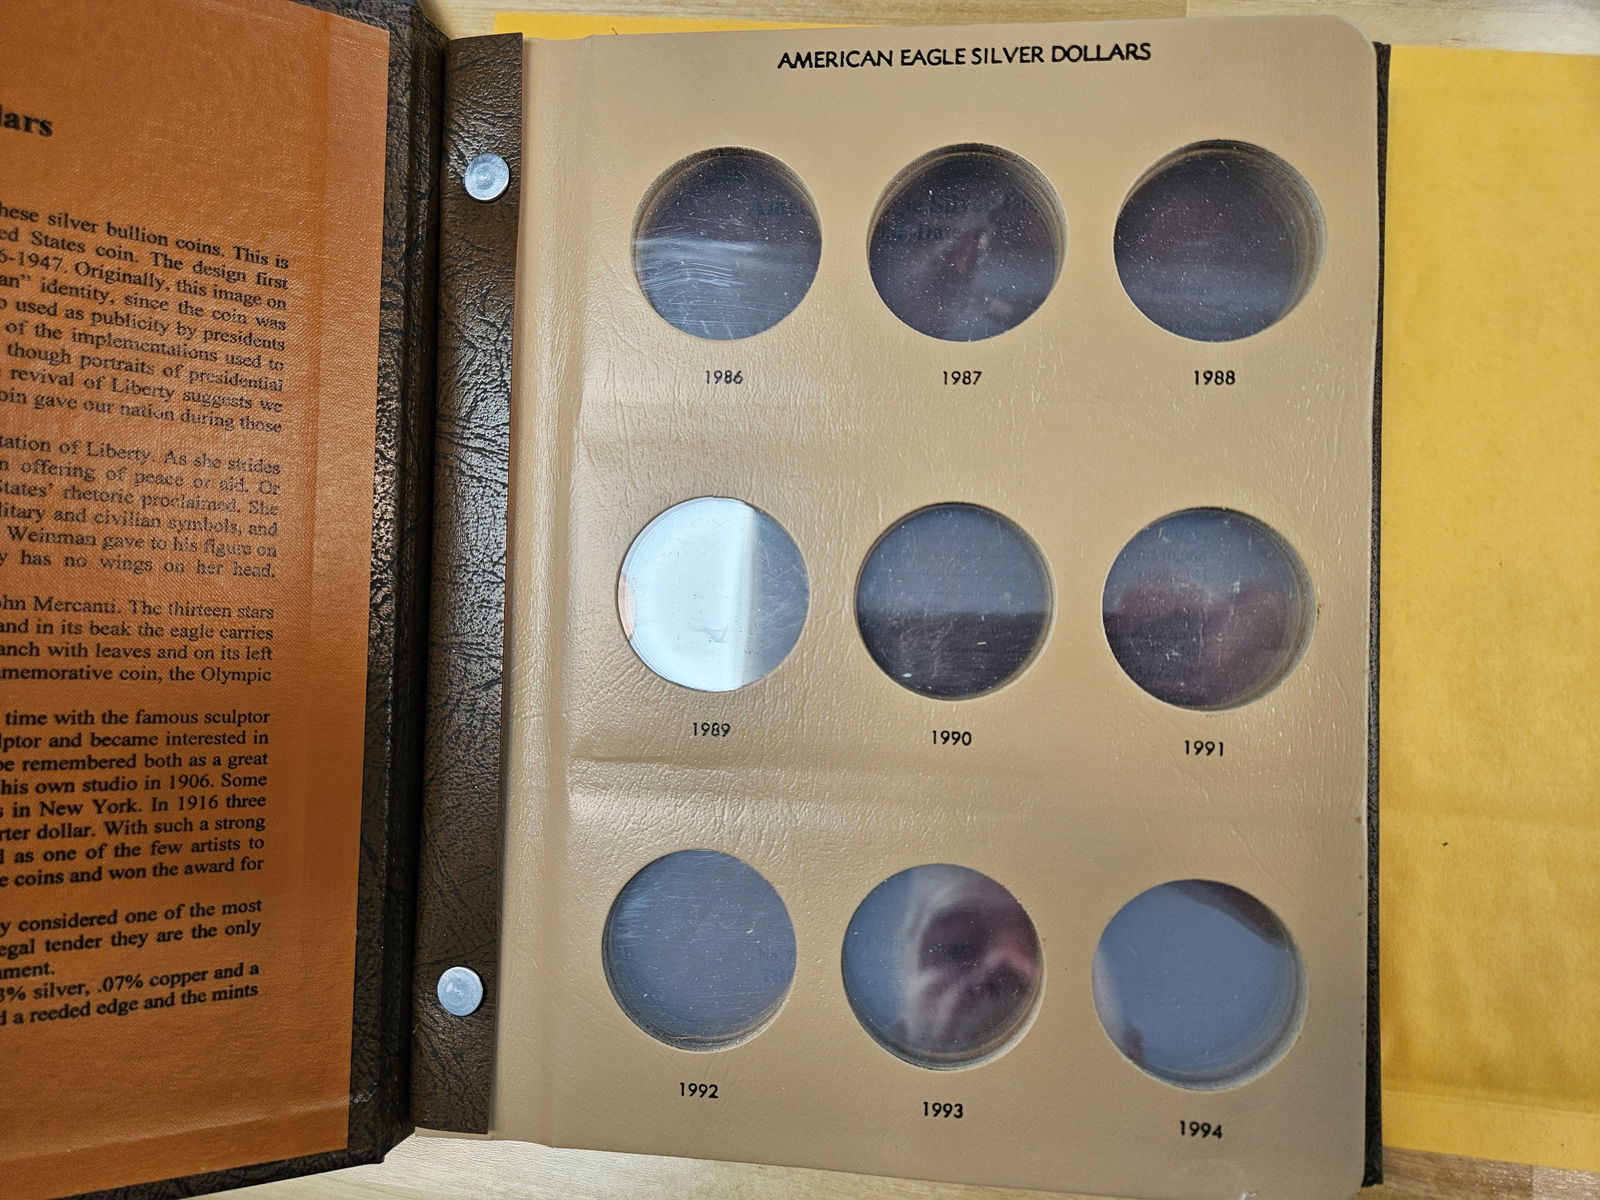 lars
these silver bullion coins. This is
ed States coin. The design first
6-1947. Originally, this image on
an" identity, since the coin was
o used as publicity by presidents
of the implementations used to
though portraits of presidential
revival of Liberty suggests we
coin gave our nation during those
tation of Liberty. As she strides
n offering of peace or aid. Or
States' rhetoric proclaimed. She
litary and civilian symbols, and
Weinman gave to his figure on
y has no wings on her head.
ohn Mercanti. The thirteen stars
and in its beak the eagle carries
anch with leaves and on its left
mmemorative coin, the Olympic
time with the famous sculptor
lptor and became interested in
be remembered both as a great
his own studio in 1906. Some
s in New York. In 1916 three
rter dollar. With such a strong
d as one of the few artists to
e coins and won the award for
y considered one of the most
egal tender they are the only
nment.
3% silver, .07% copper and a
d a reeded edge and the mints
AMERICAN EAGLE SILVER DOLLARS
1986 1987 1988
1989 1990 1991
1992 1993 1994